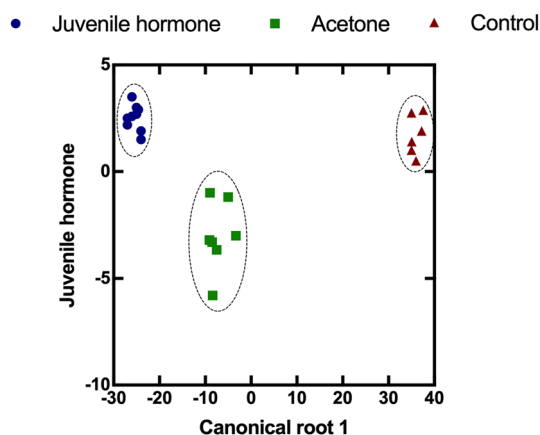 Juvenile hormone Acetone Control
5
0
-5
-10
Juvenile hormone
-30 -20 -10 0 10 20 30 40
Canonical root 1